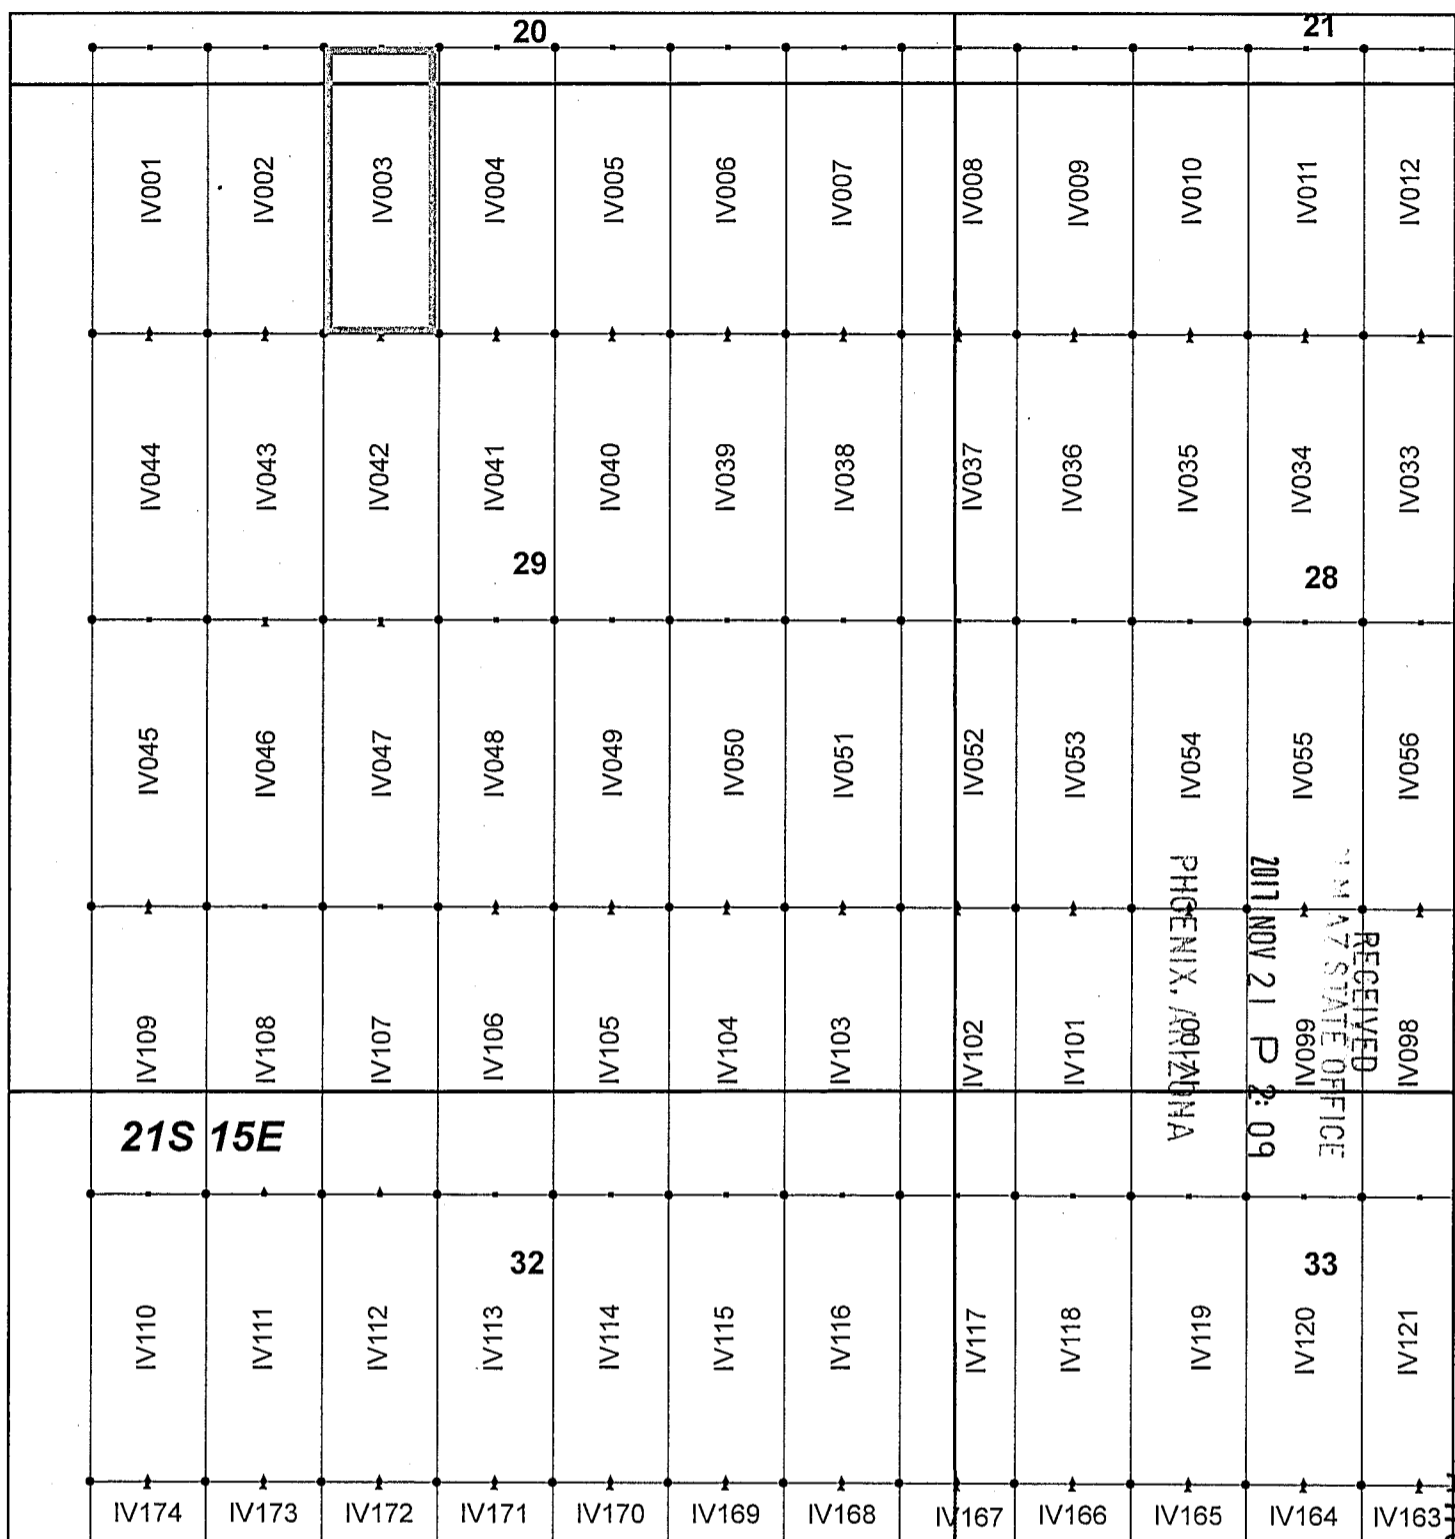 20 21
IV001 IV002 IV003 IV004 IV005 IV006 IV007 IV008 IV009 IV010 IV011 IV012
IV044 IV043 IV042 IV041 IV040 IV039 IV038 IV037 IV036 IV035 IV034 IV033
29 28
IV045 IV046 IV047 IV048 IV049 IV050 IV051 IV052 IV053 IV054 IV055 IV056
RECEIVED
AZ STATE OFFICE
NOV 21 P 2:09
PHOENIX, ARIZONA
IV109 IV108 IV107 IV106 IV105 IV104 IV103 IV102 IV101 IV099 IV098
21S 15E
32 33
IV110 IV111 IV112 IV113 IV114 IV115 IV116 IV117 IV118 IV119 IV120 IV121
IV174 IV173 IV172 IV171 IV170 IV169 IV168 IV167 IV166 IV165 IV164 IV163